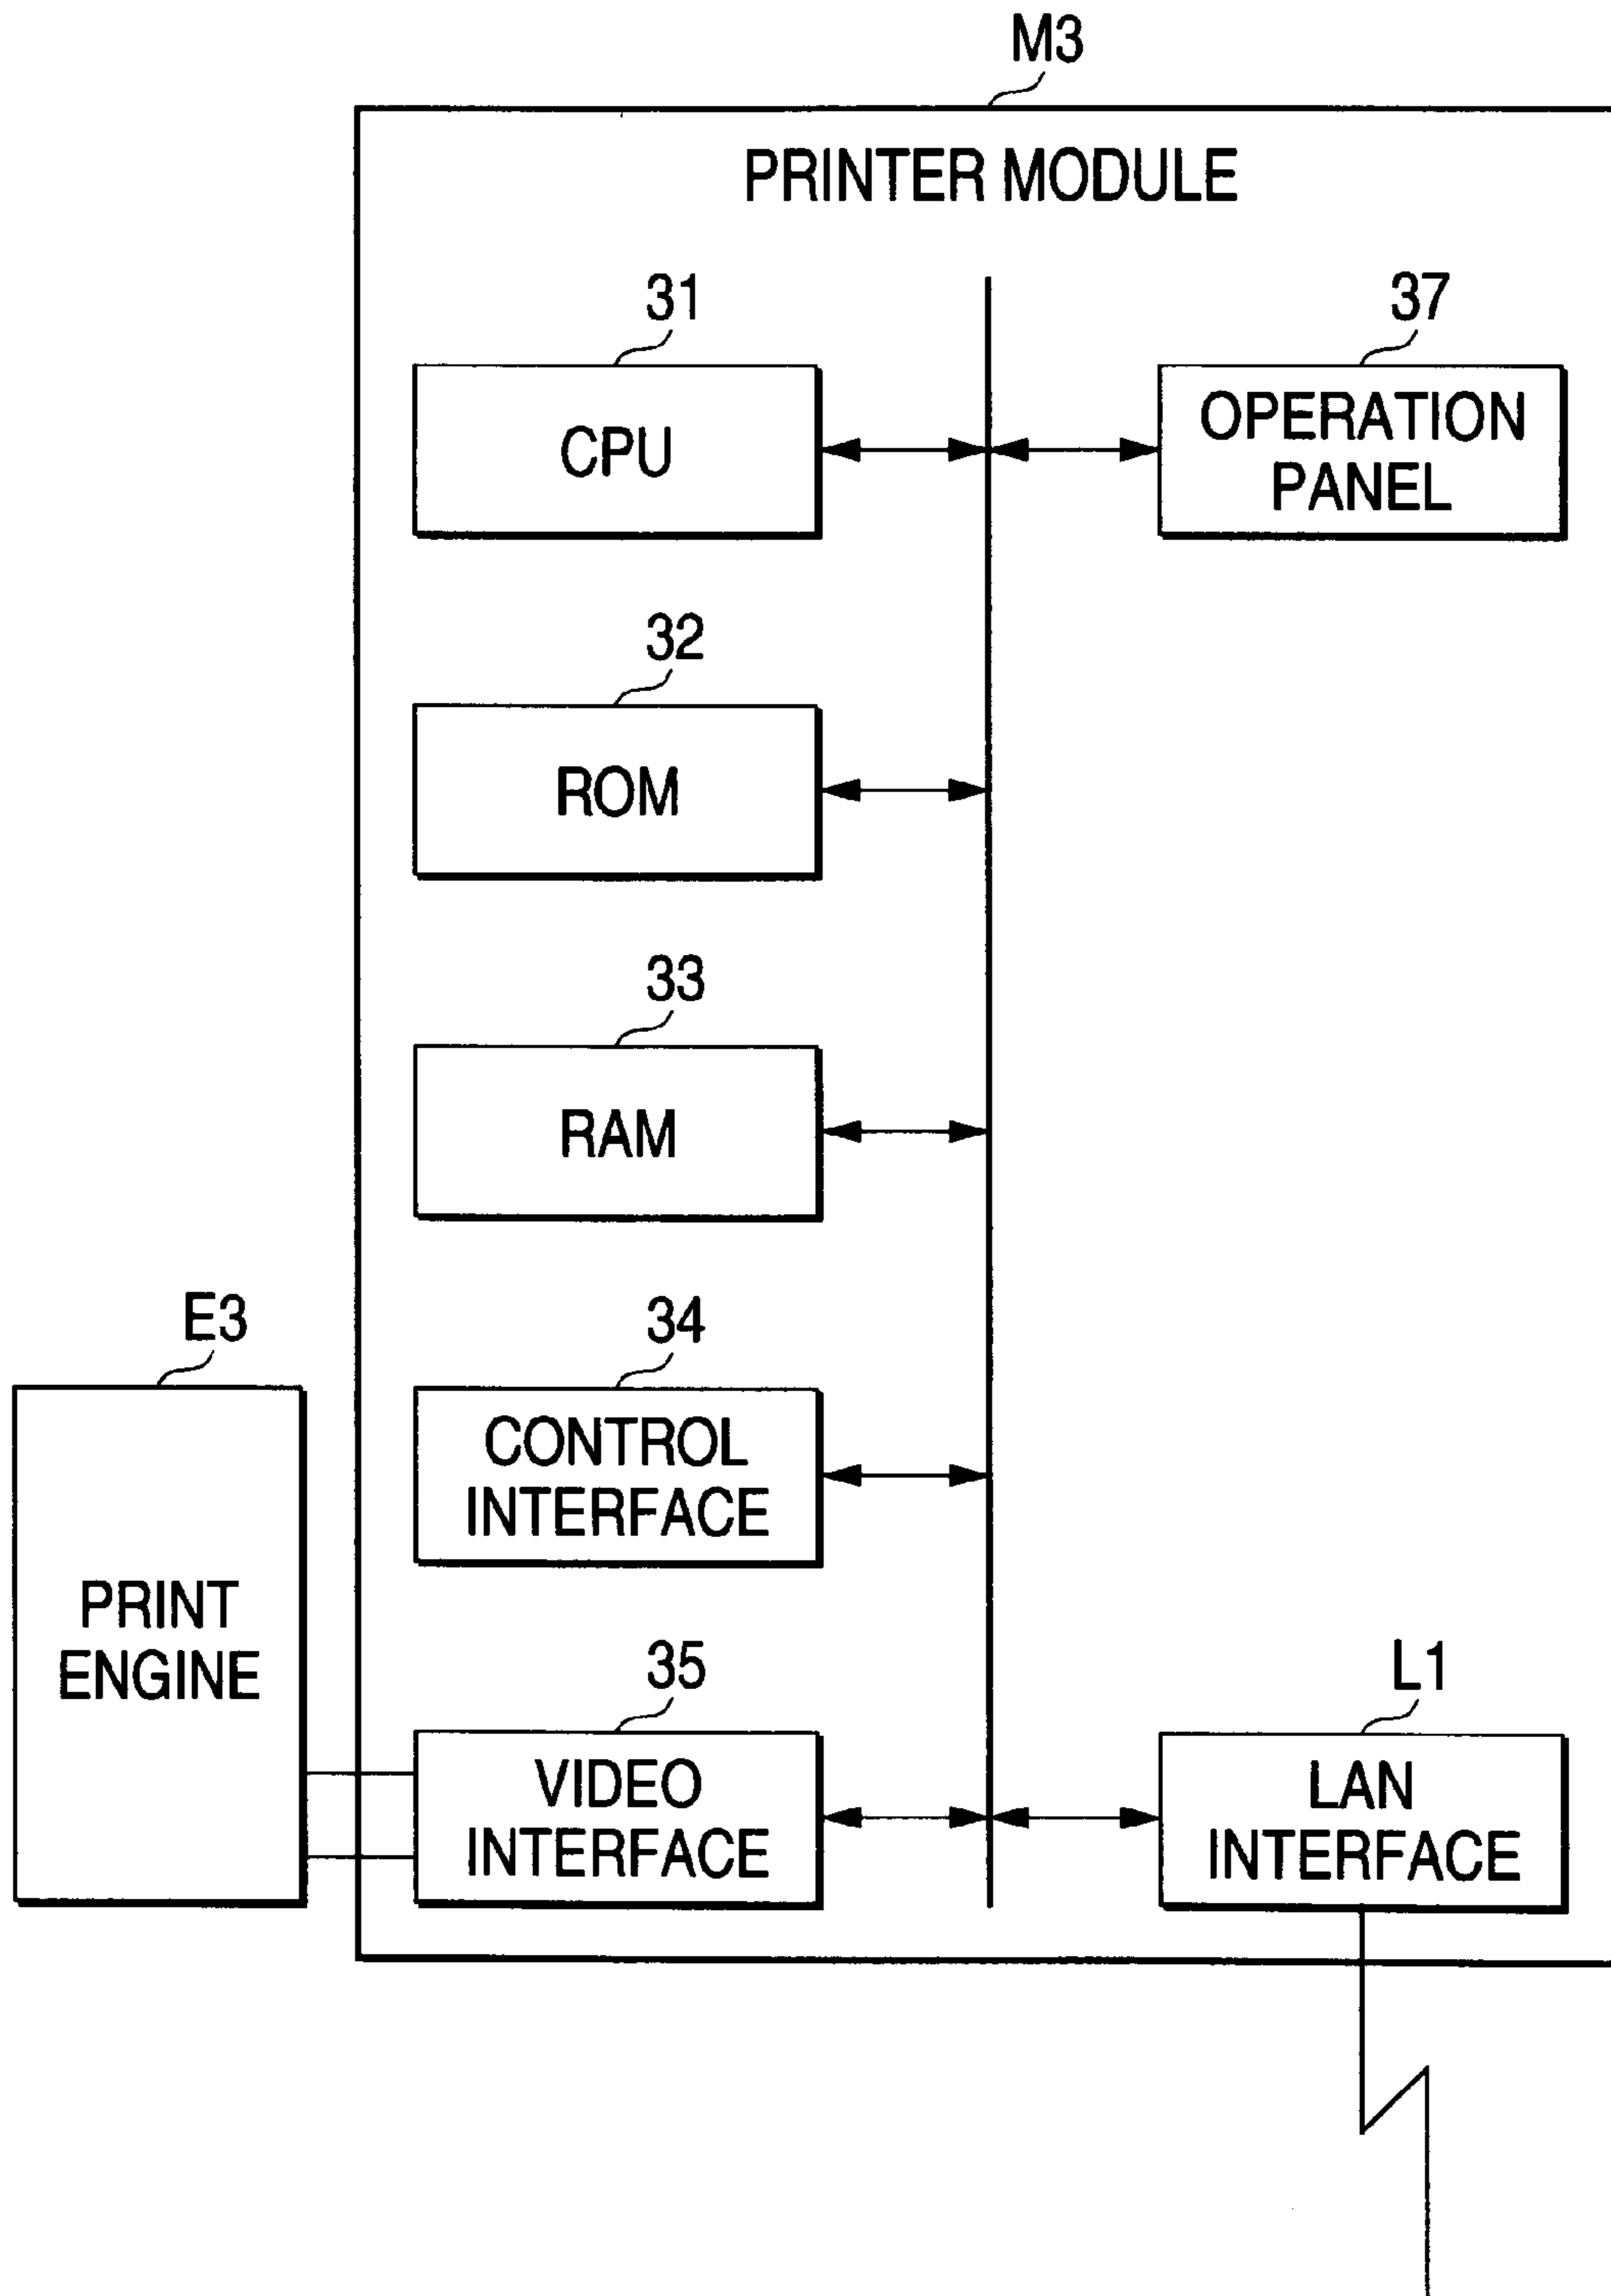 M3
PRINTER MODULE
31
CPU
37
OPERATION
PANEL
32
ROM
33
RAM
E3
PRINT
ENGINE
34
CONTROL
INTERFACE
35
VIDEO
INTERFACE
L1
LAN
INTERFACE